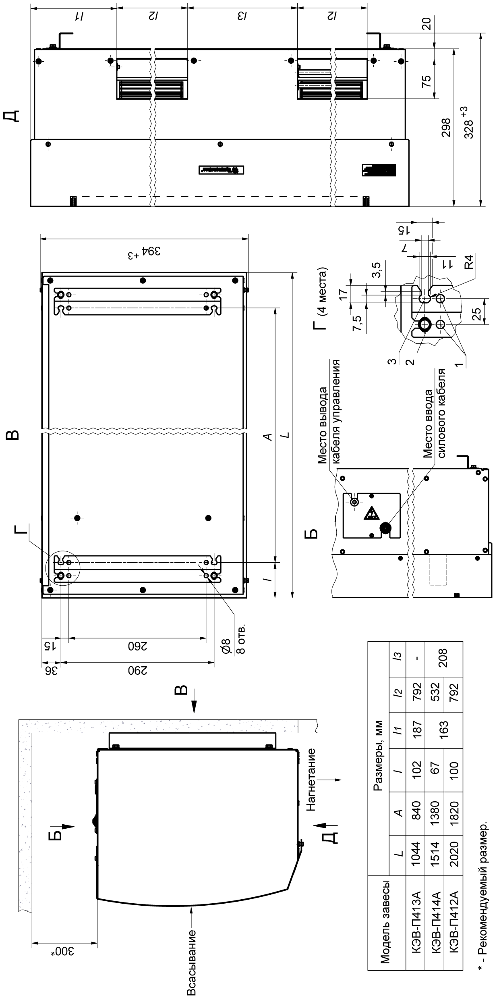 300*
Б
В
Всасывание
Нагнетание
Д
В
36
15
290
260
Г
394 +3
Ø8
8 отв.
l
A
L
Д
l1
l2
l3
l2
20
75
298
328 +3
Б
Место вывода
кабеля управления
Место ввода
силового кабеля
Г (4 места)
17
3,5
7,5
15
7
11
R4
25
3
2
1
Модель завесы
Размеры, мм
L A l l1 l2 l3
КЭВ-П413А 1044 840 102 187 792 -
КЭВ-П414А 1514 1380 67 163 532 208
КЭВ-П412А 2020 1820 100 792
* - Рекомендуемый размер.